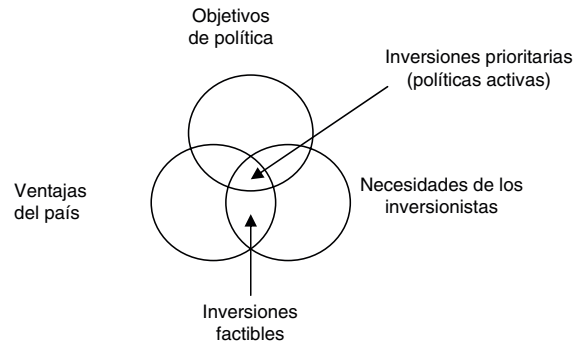 Objetivos
de política
Inversiones prioritarias
(políticas activas)
Ventajas
del país
Necesidades de los
inversionistas
Inversiones
factibles